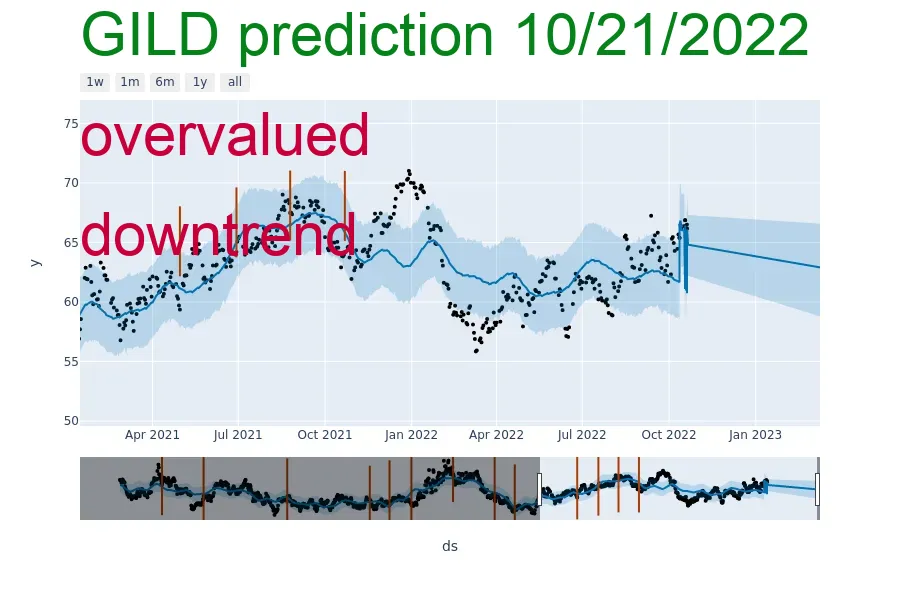 GILD prediction 10/21/2022
1w 1m 6m 1y all
75
overvalued
70
downtrend
65
y
60
55
50
Apr 2021 Jul 2021 Oct 2021 Jan 2022 Apr 2022 Jul 2022 Oct 2022 Jan 2023
ds